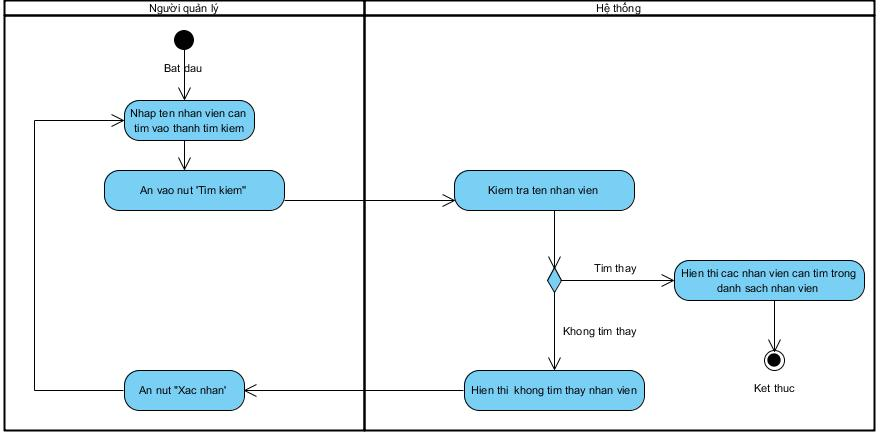 Người quản lý
Hệ thống
Bat dau
Nhap ten nhan vien can
tim vao thanh tim kiem
An vao nut 'Tim kiem"
Kiem tra ten nhan vien
Tim thay
Hien thi cac nhan vien can tim trong
danh sach nhan vien
Khong tim thay
Ket thuc
An nut "Xac nhan'
Hien thi khong tim thay nhan vien